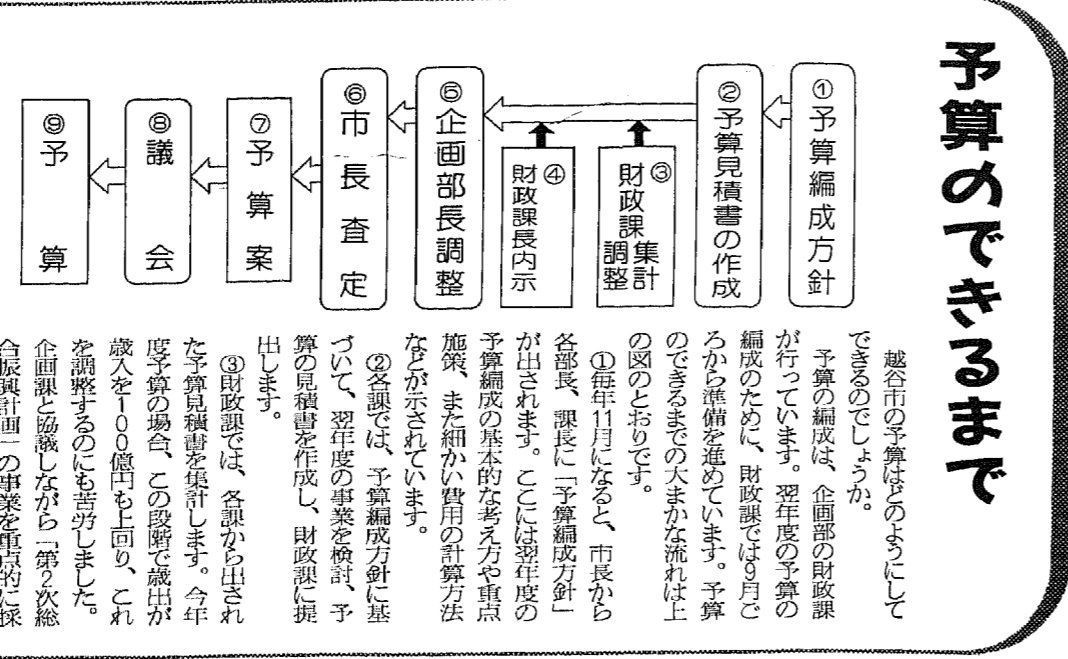 予算のできるまで
①予算編成方針
②予算見積書の作成
③財政課集計
調整
④財政課長内示
⑤企画部長調整
⑥市長査定
⑦予算案
⑧議会
⑨予算
越谷市の予算はどのようにして
できるのでしょうか。
予算の編成は、企画部の財政課
が行っています。翌年度の予算の
編成のために、財政課では9月ご
ろから準備を進めています。予算
のできるまでの大まかな流れは上
の図のとおりです。
①毎年11月になると、市長から
各部長、課長に「予算編成方針」
が出されます。ここには翌年度の
予算編成の基本的な考え方や重点
施策、また細かい費用の計算方法
などが示されています。
②各課では、予算編成方針に基
づいて、翌年度の事業を検討、予
算の見積書を作成し、財政課に提
出します。
③財政課では、各課から出され
た予算見積書を集計します。今年
度予算の場合、この段階で歳出が
歳入を100億円も上回り、これ
を調整するのにも苦労しました。
企画課と協議しながら「第2次総
合振興計画」の事業を重点的に採